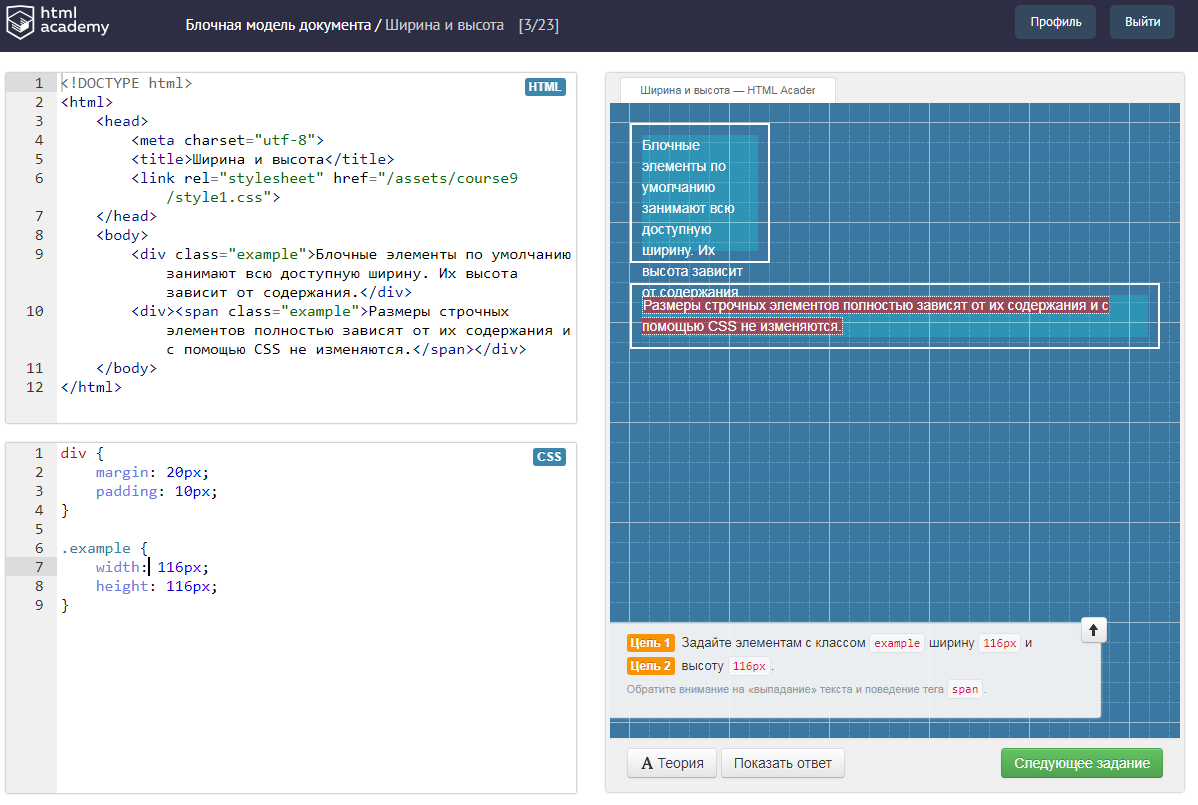 html academy
Блочная модель документа / Ширина и высота [3/23]
Профиль
Выйти
HTML
1 <!DOCTYPE html>
2 <html>
3 <head>
4 <meta charset="utf-8">
5 <title>Ширина и высота</title>
6 <link rel="stylesheet" href="/assets/course9
/style1.css">
7 </head>
8 <body>
9 <div class="example">Блочные элементы по умолчанию
занимают всю доступную ширину. Их высота
зависит от содержания.</div>
10 <div><span class="example">Размеры строчных
элементов полностью зависят от их содержания и
с помощью CSS не изменяются.</span></div>
11 </body>
12 </html>
CSS
1 div {
2 margin: 20px;
3 padding: 10px;
4 }
5
6 .example {
7 width: 116px;
8 height: 116px;
9 }
Ширина и высота — HTML Acader
Блочные
элементы по
умолчанию
занимают всю
доступную
ширину. Их
высота зависит
от содержания.
Размеры строчных элементов полностью зависят от их содержания и с
помощью CSS не изменяются.
Цель 1 Задайте элементам с классом example ширину 116px и
Цель 2 высоту 116px.
Обратите внимание на «выпадание» текста и поведение тега span.
A Теория
Показать ответ
Следующее задание